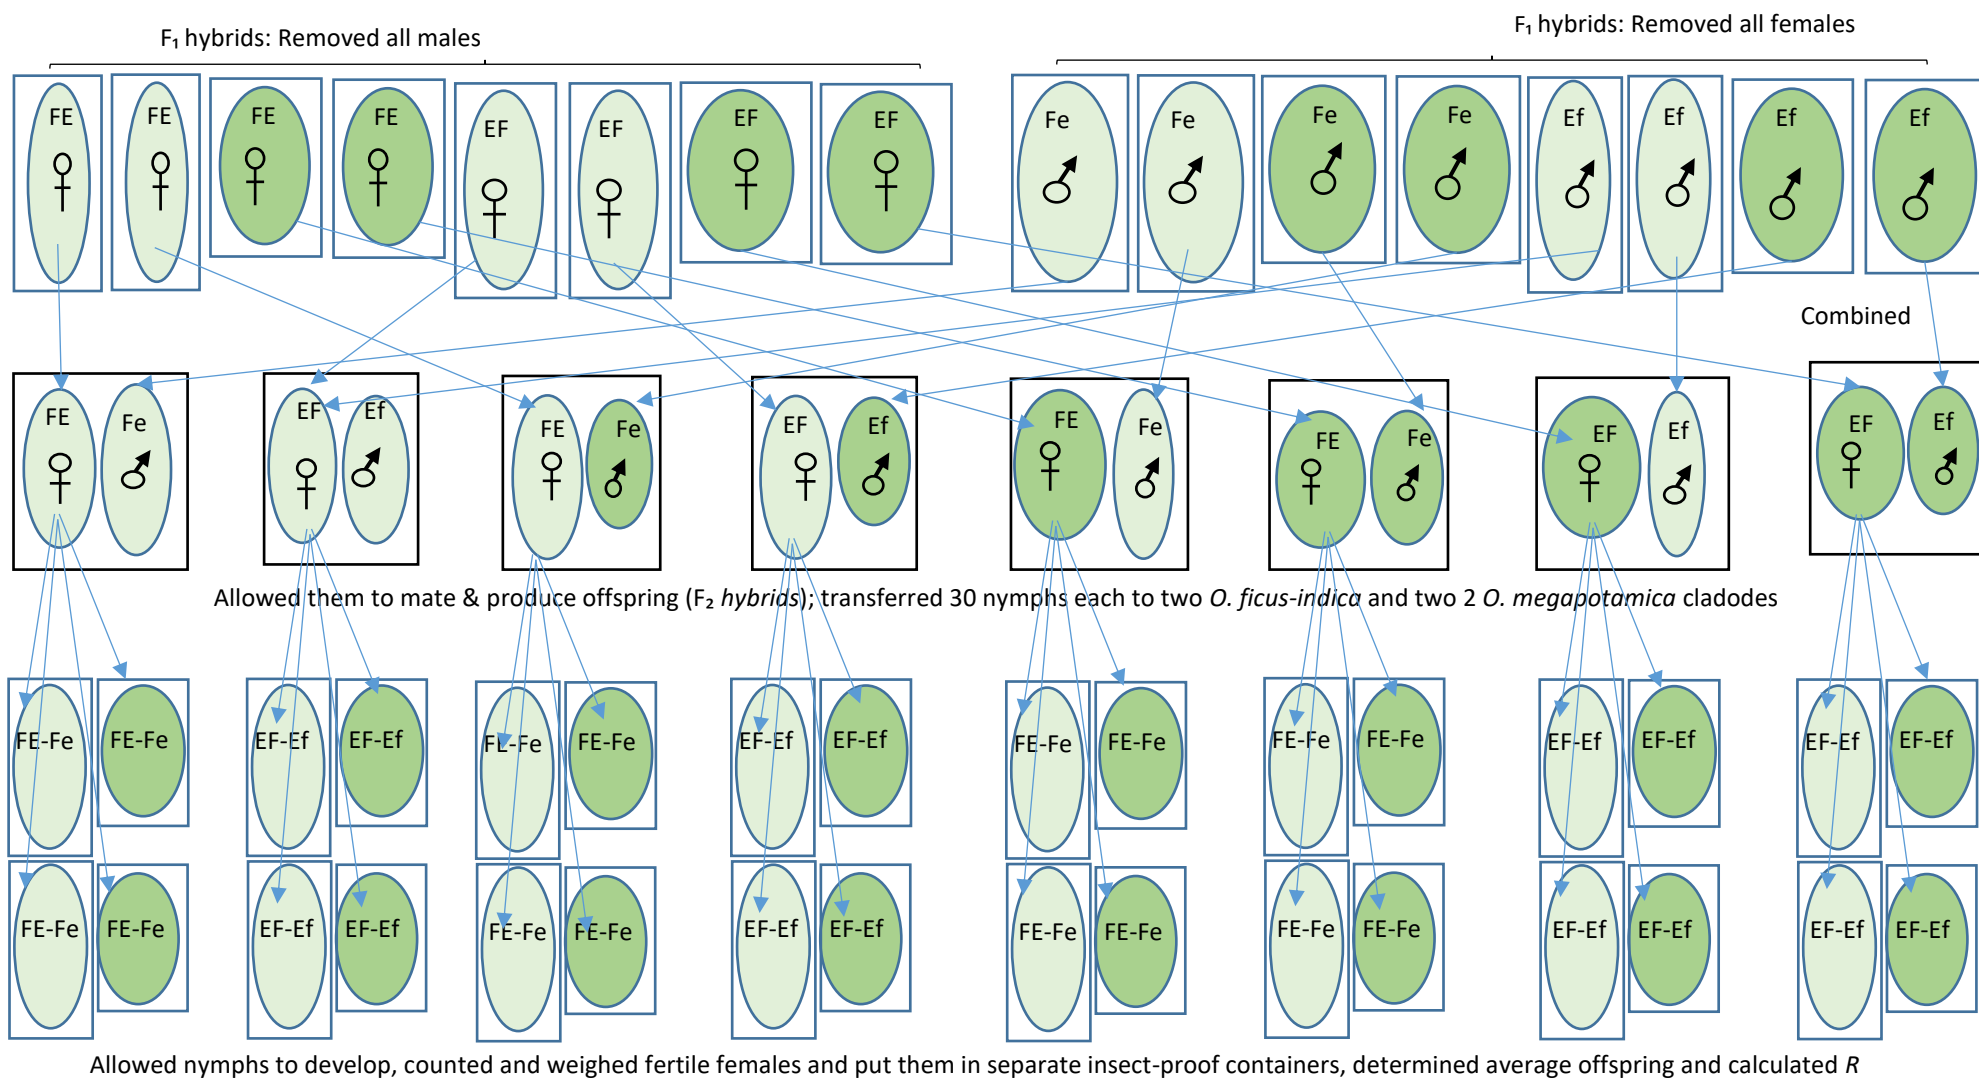 F₁ hybrids: Removed all males
F₁ hybrids: Removed all females
FE FE FE FE EF EF EF EF Fe Fe Fe Fe Ef Ef Ef Ef
Combined
FE Fe EF Ef FE Fe EF Ef FE Fe FE Fe EF Ef EF Ef
Allowed them to mate & produce offspring (F₂ hybrids); transferred 30 nymphs each to two O. ficus-indica and two 2 O. megapotamica cladodes
FE-Fe FE-Fe EF-Ef EF-Ef FE-Fe FE-Fe EF-Ef EF-Ef FE-Fe FE-Fe FE-Fe FE-Fe EF-Ef EF-Ef EF-Ef EF-Ef
FE-Fe FE-Fe EF-Ef EF-Ef FE-Fe FE-Fe EF-Ef EF-Ef FE-Fe FE-Fe FE-Fe FE-Fe EF-Ef EF-Ef EF-Ef EF-Ef
Allowed nymphs to develop, counted and weighed fertile females and put them in separate insect-proof containers, determined average offspring and calculated R